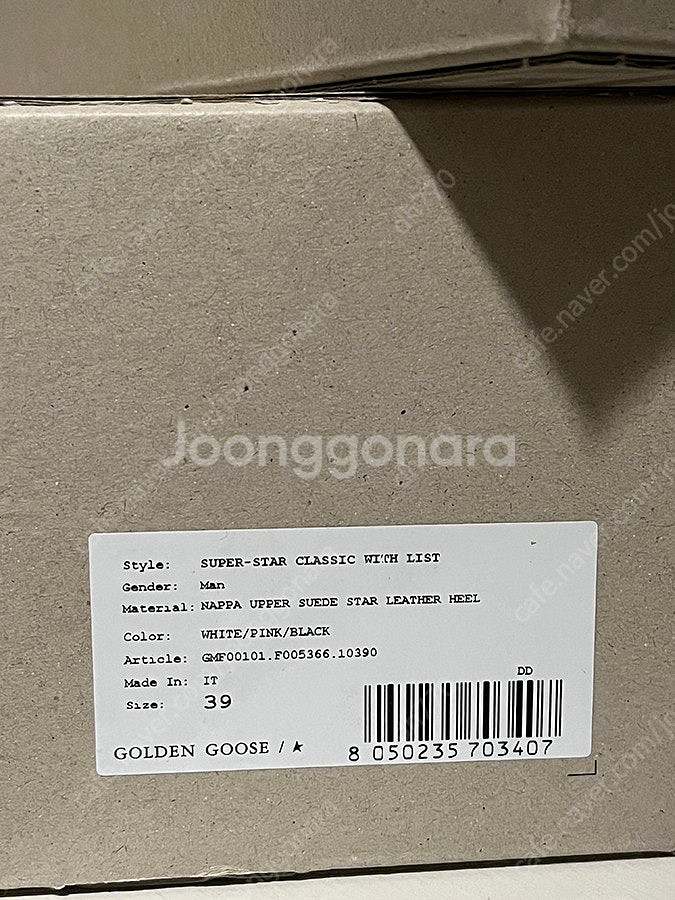 Joonggonara
Style: SUPER-STAR CLASSIC WITH LIST
Gender: Man
Material: NAPPA UPPER SUEDE STAR LEATHER HEEL
Color: WHITE/PINK/BLACK
Article: GMF00101.F005366.10390
Made In: IT
Size: 39
DD
GOLDEN GOOSE / ★
8 050235 703407